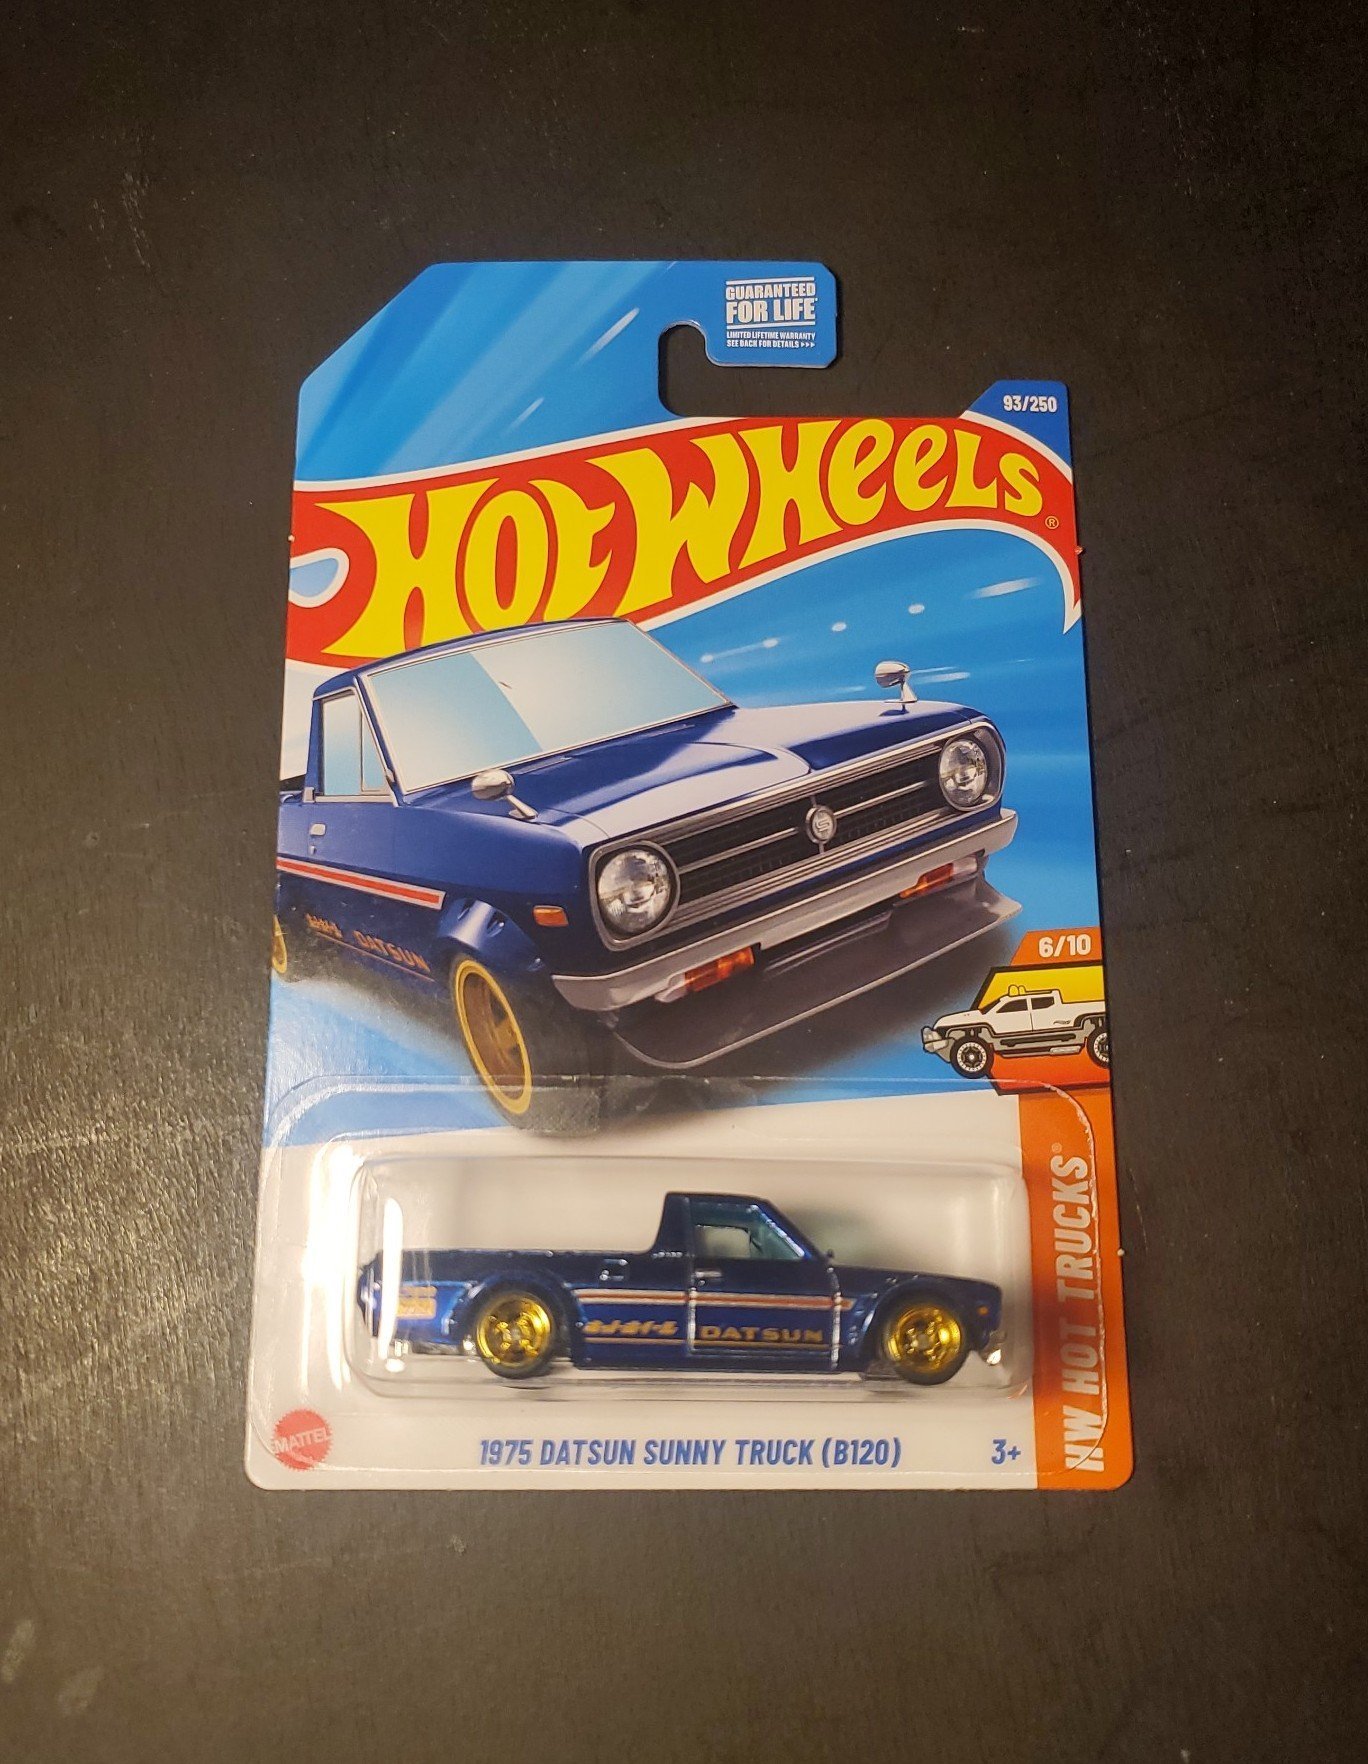 GUARANTEED
FOR LIFE™
LIMITED LIFETIME WARRANTY
SEE BACK FOR DETAILS >>>
93/250
HOT WHEELS®
DATSUN
6/10
HW HOT TRUCKS®
DATSUN
MATTEL
1975 DATSUN SUNNY TRUCK (B120)
3+